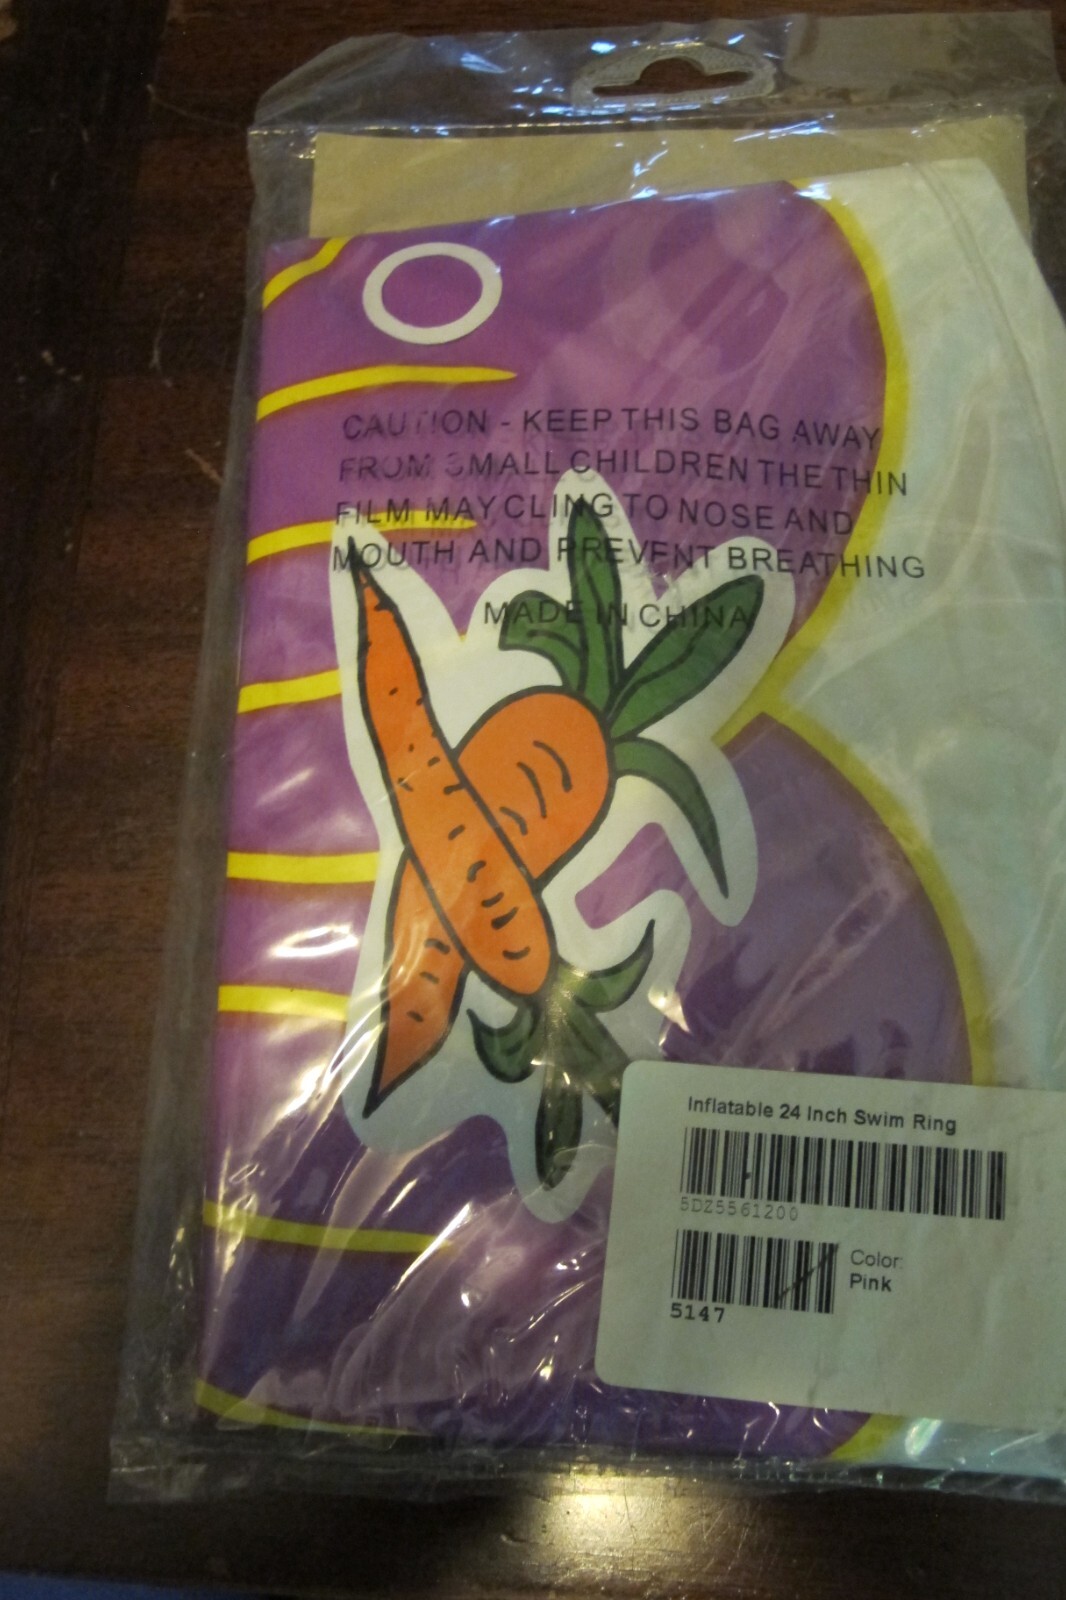 CAUTION - KEEP THIS BAG AWAY
FROM SMALL CHILDREN THE THIN
FILM MAY CLING TO NOSE AND
MOUTH AND PREVENT BREATHING
MADE IN CHINA
Inflatable 24 Inch Swim Ring
5DZ5561200
Color:
Pink
5147